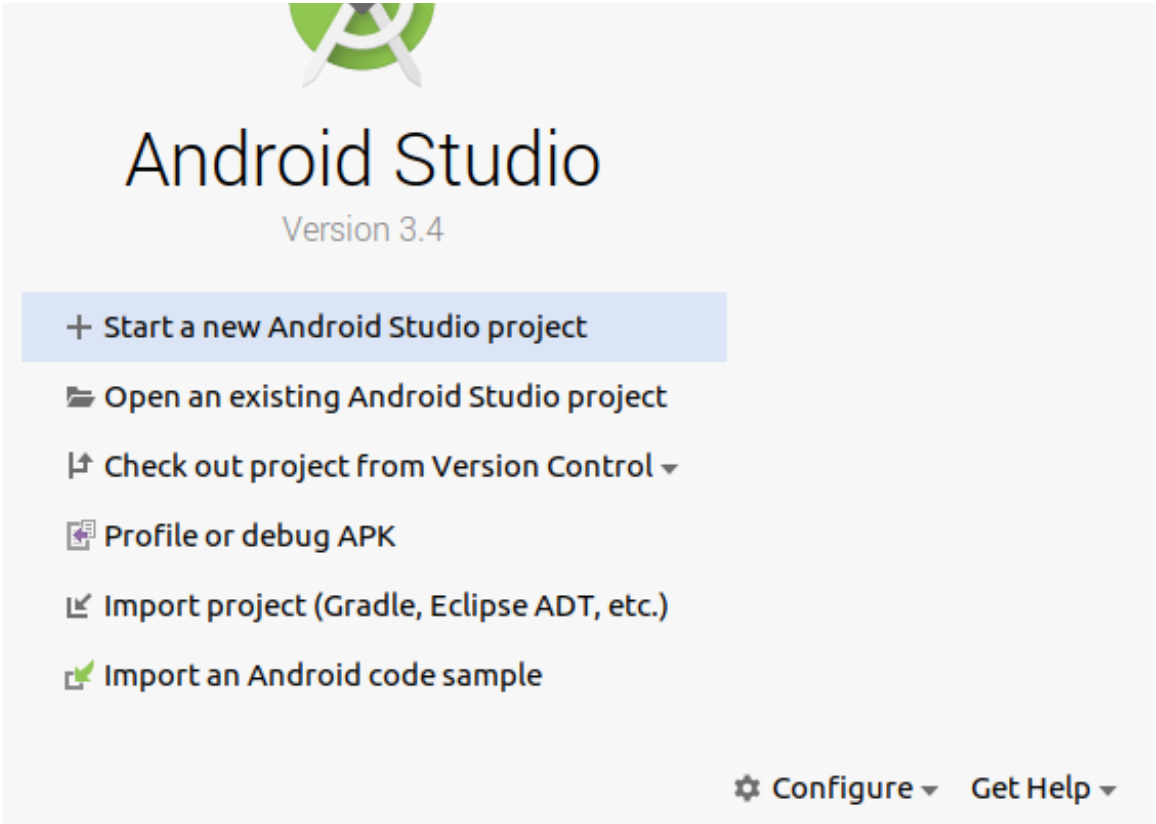 Android Studio
Version 3.4
Start a new Android Studio project
Open an existing Android Studio project
Check out project from Version Control
Profile or debug APK
Import project (Gradle, Eclipse ADT, etc.)
Import an Android code sample
Configure Get Help